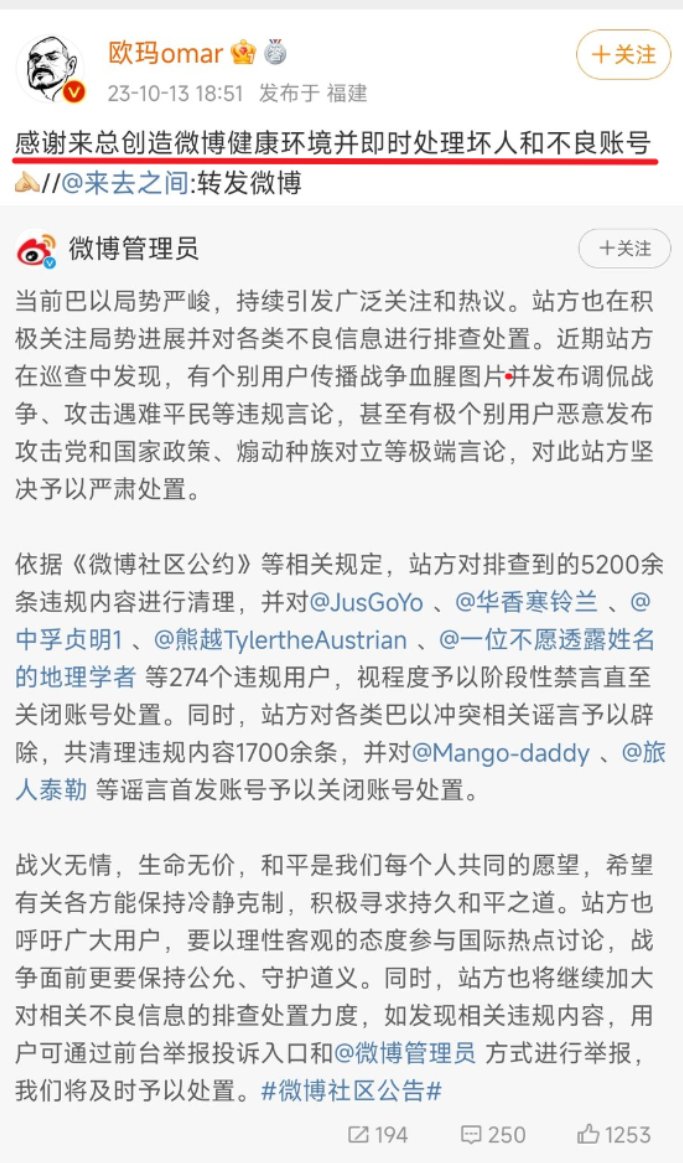 欧玛omar
+关注
23-10-13 18:51 发布于 福建
感谢来总创造微博健康环境并即时处理坏人和不良账号
//@来去之间:转发微博
微博管理员
+关注
当前巴以局势严峻，持续引发广泛关注和热议。站方也在积
极关注局势进展并对各类不良信息进行排查处置。近期站方
在巡查中发现，有个别用户传播战争血腥图片并发布调侃战
争、攻击遇难平民等违规言论，甚至有极个别用户恶意发布
攻击党和国家政策、煽动种族对立等极端言论，对此站方坚
决予以严肃处置。
依据《微博社区公约》等相关规定，站方对排查到的5200余
条违规内容进行清理，并对@JusGoYo 、@华香寒铃兰 、@
中孚贞明1 、@熊越TylertheAustrian 、@一位不愿透露姓名
的地理学者 等274个违规用户，视程度予以阶段性禁言直至
关闭账号处置。同时，站方对各类巴以冲突相关谣言予以辟
除，共清理违规内容1700余条，并对@Mango-daddy 、@旅
人泰勒 等谣言首发账号予以关闭账号处置。
战火无情，生命无价，和平是我们每个人共同的愿望，希望
有关各方能保持冷静克制，积极寻求持久和平之道。站方也
呼吁广大用户，要以理性客观的态度参与国际热点讨论，战
争面前更要保持公允、守护道义。同时，站方也将继续加大
对相关不良信息的排查处置力度，如发现相关违规内容，用
户可通过前台举报投诉入口和@微博管理员 方式进行举报，
我们将及时予以处置。#微博社区公告#
194 250 1253